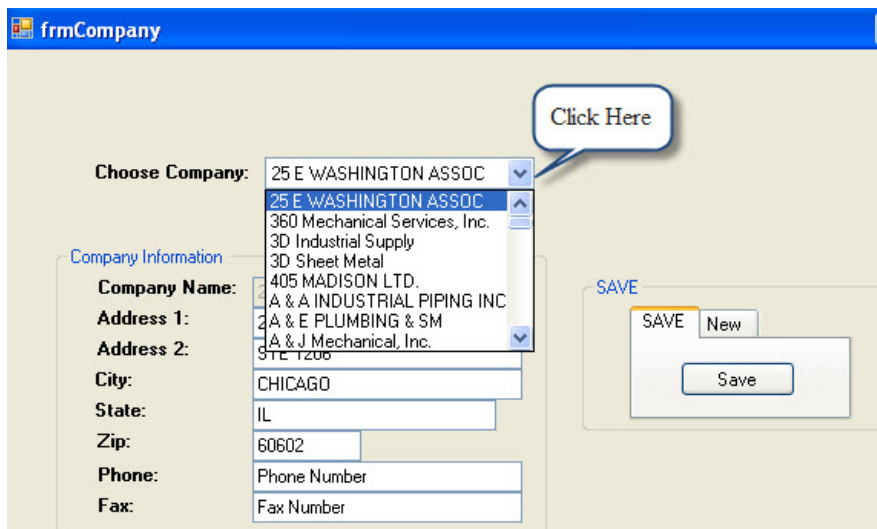 frmCompany
Click Here
Choose Company: 25 E WASHINGTON ASSOC
25 E WASHINGTON ASSOC
360 Mechanical Services, Inc.
3D Industrial Supply
3D Sheet Metal
405 MADISON LTD.
A & A INDUSTRIAL PIPING INC
A & E PLUMBING & SM
A & J Mechanical, Inc.
Company Information
Company Name:
Address 1:
Address 2: STE 1206
City: CHICAGO
State: IL
Zip: 60602
Phone: Phone Number
Fax: Fax Number
SAVE
SAVE New
Save